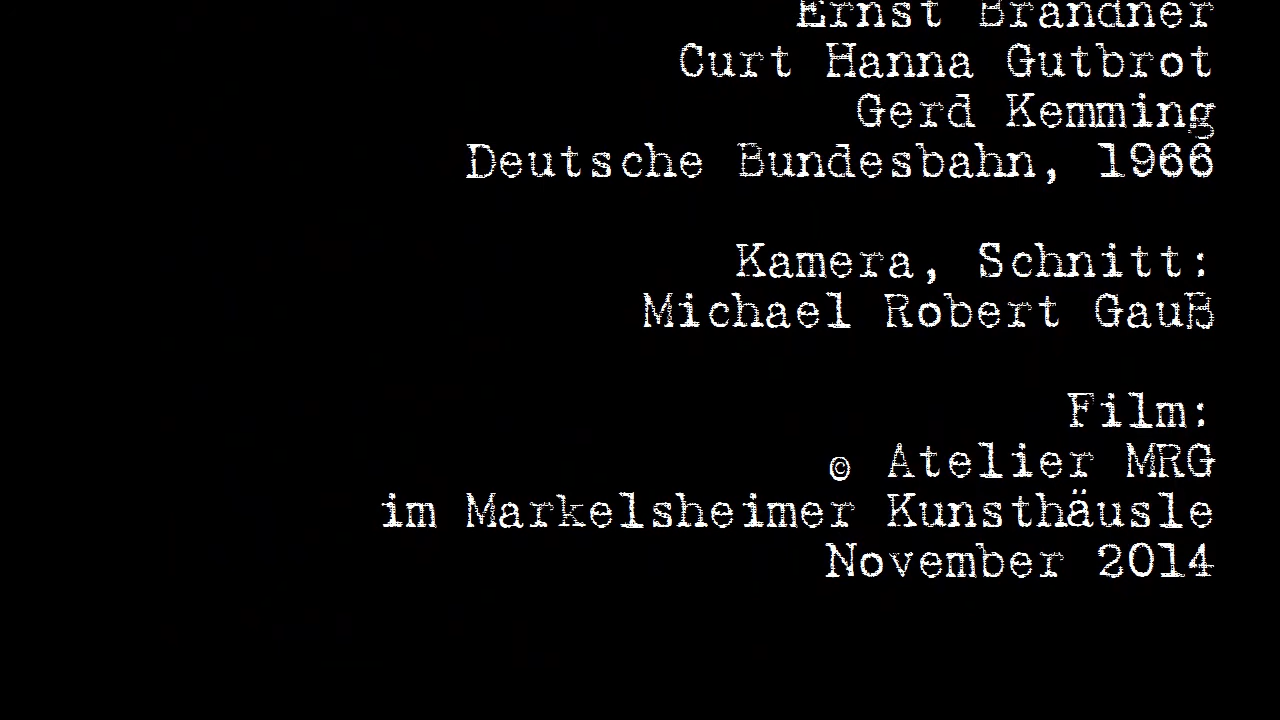 Ernst Brandner
Curt Hanna Gutbrot
Gerd Kemming
Deutsche Bundesbahn, 1966
Kamera, Schnitt:
Michael Robert Gauß
Film:
© Atelier MRG
im Markelsheimer Kunsthäusle
November 2014